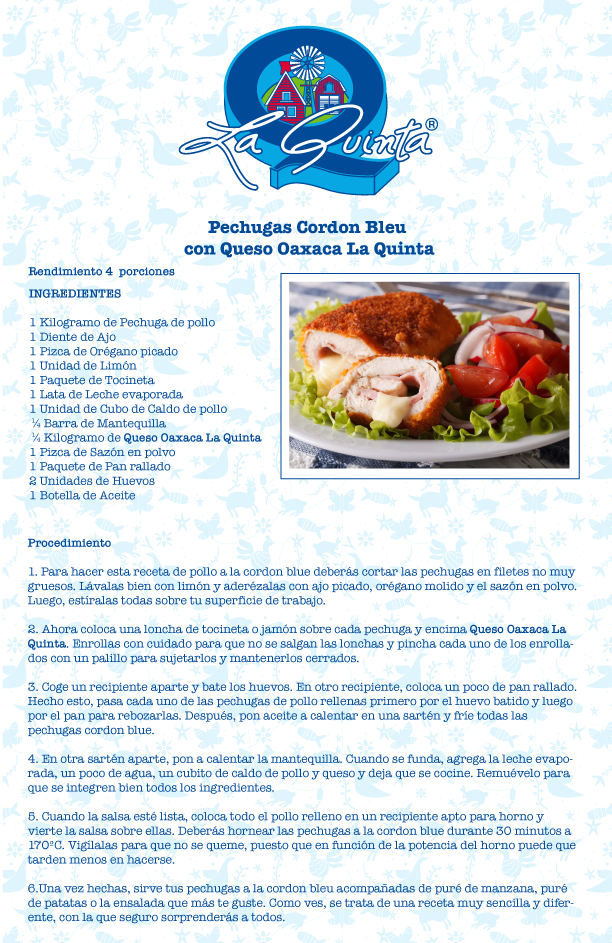 La Quinta®
Pechugas Cordon Bleu
con Queso Oaxaca La Quinta
Rendimiento 4 porciones
INGREDIENTES
1 Kilogramo de Pechuga de pollo
1 Diente de Ajo
1 Pizca de Orégano picado
1 Unidad de Limón
1 Paquete de Tocineta
1 Lata de Leche evaporada
1 Unidad de Cubo de Caldo de pollo
¼ Barra de Mantequilla
¼ Kilogramo de Queso Oaxaca La Quinta
1 Pizca de Sazón en polvo
1 Paquete de Pan rallado
2 Unidades de Huevos
1 Botella de Aceite
Procedimiento
1. Para hacer esta receta de pollo a la cordon blue deberás cortar las pechugas en filetes no muy
gruesos. Lávalas bien con limón y aderézalas con ajo picado, orégano molido y el sazón en polvo.
Luego, estíralas todas sobre tu superficie de trabajo.
2. Ahora coloca una loncha de tocineta o jamón sobre cada pechuga y encima Queso Oaxaca La
Quinta. Enrollas con cuidado para que no se salgan las lonchas y pincha cada uno de los enrolla-
dos con un palillo para sujetarlos y mantenerlos cerrados.
3. Coge un recipiente aparte y bate los huevos. En otro recipiente, coloca un poco de pan rallado.
Hecho esto, pasa cada uno de las pechugas de pollo rellenas primero por el huevo batido y luego
por el pan para rebozarlas. Después, pon aceite a calentar en una sartén y fríe todas las
pechugas cordon blue.
4. En otra sartén aparte, pon a calentar la mantequilla. Cuando se funda, agrega la leche evapo-
rada, un poco de agua, un cubito de caldo de pollo y queso y deja que se cocine. Remuévelo para
que se integren bien todos los ingredientes.
5. Cuando la salsa esté lista, coloca todo el pollo relleno en un recipiente apto para horno y
vierte la salsa sobre ellas. Deberás hornear las pechugas a la cordon blue durante 30 minutos a
170ºC. Vigílalas para que no se queme, puesto que en función de la potencia del horno puede que
tarden menos en hacerse.
6.Una vez hechas, sirve tus pechugas a la cordon bleu acompañadas de puré de manzana, puré
de patatas o la ensalada que más te guste. Como ves, se trata de una receta muy sencilla y difer-
ente, con la que seguro sorprenderás a todos.